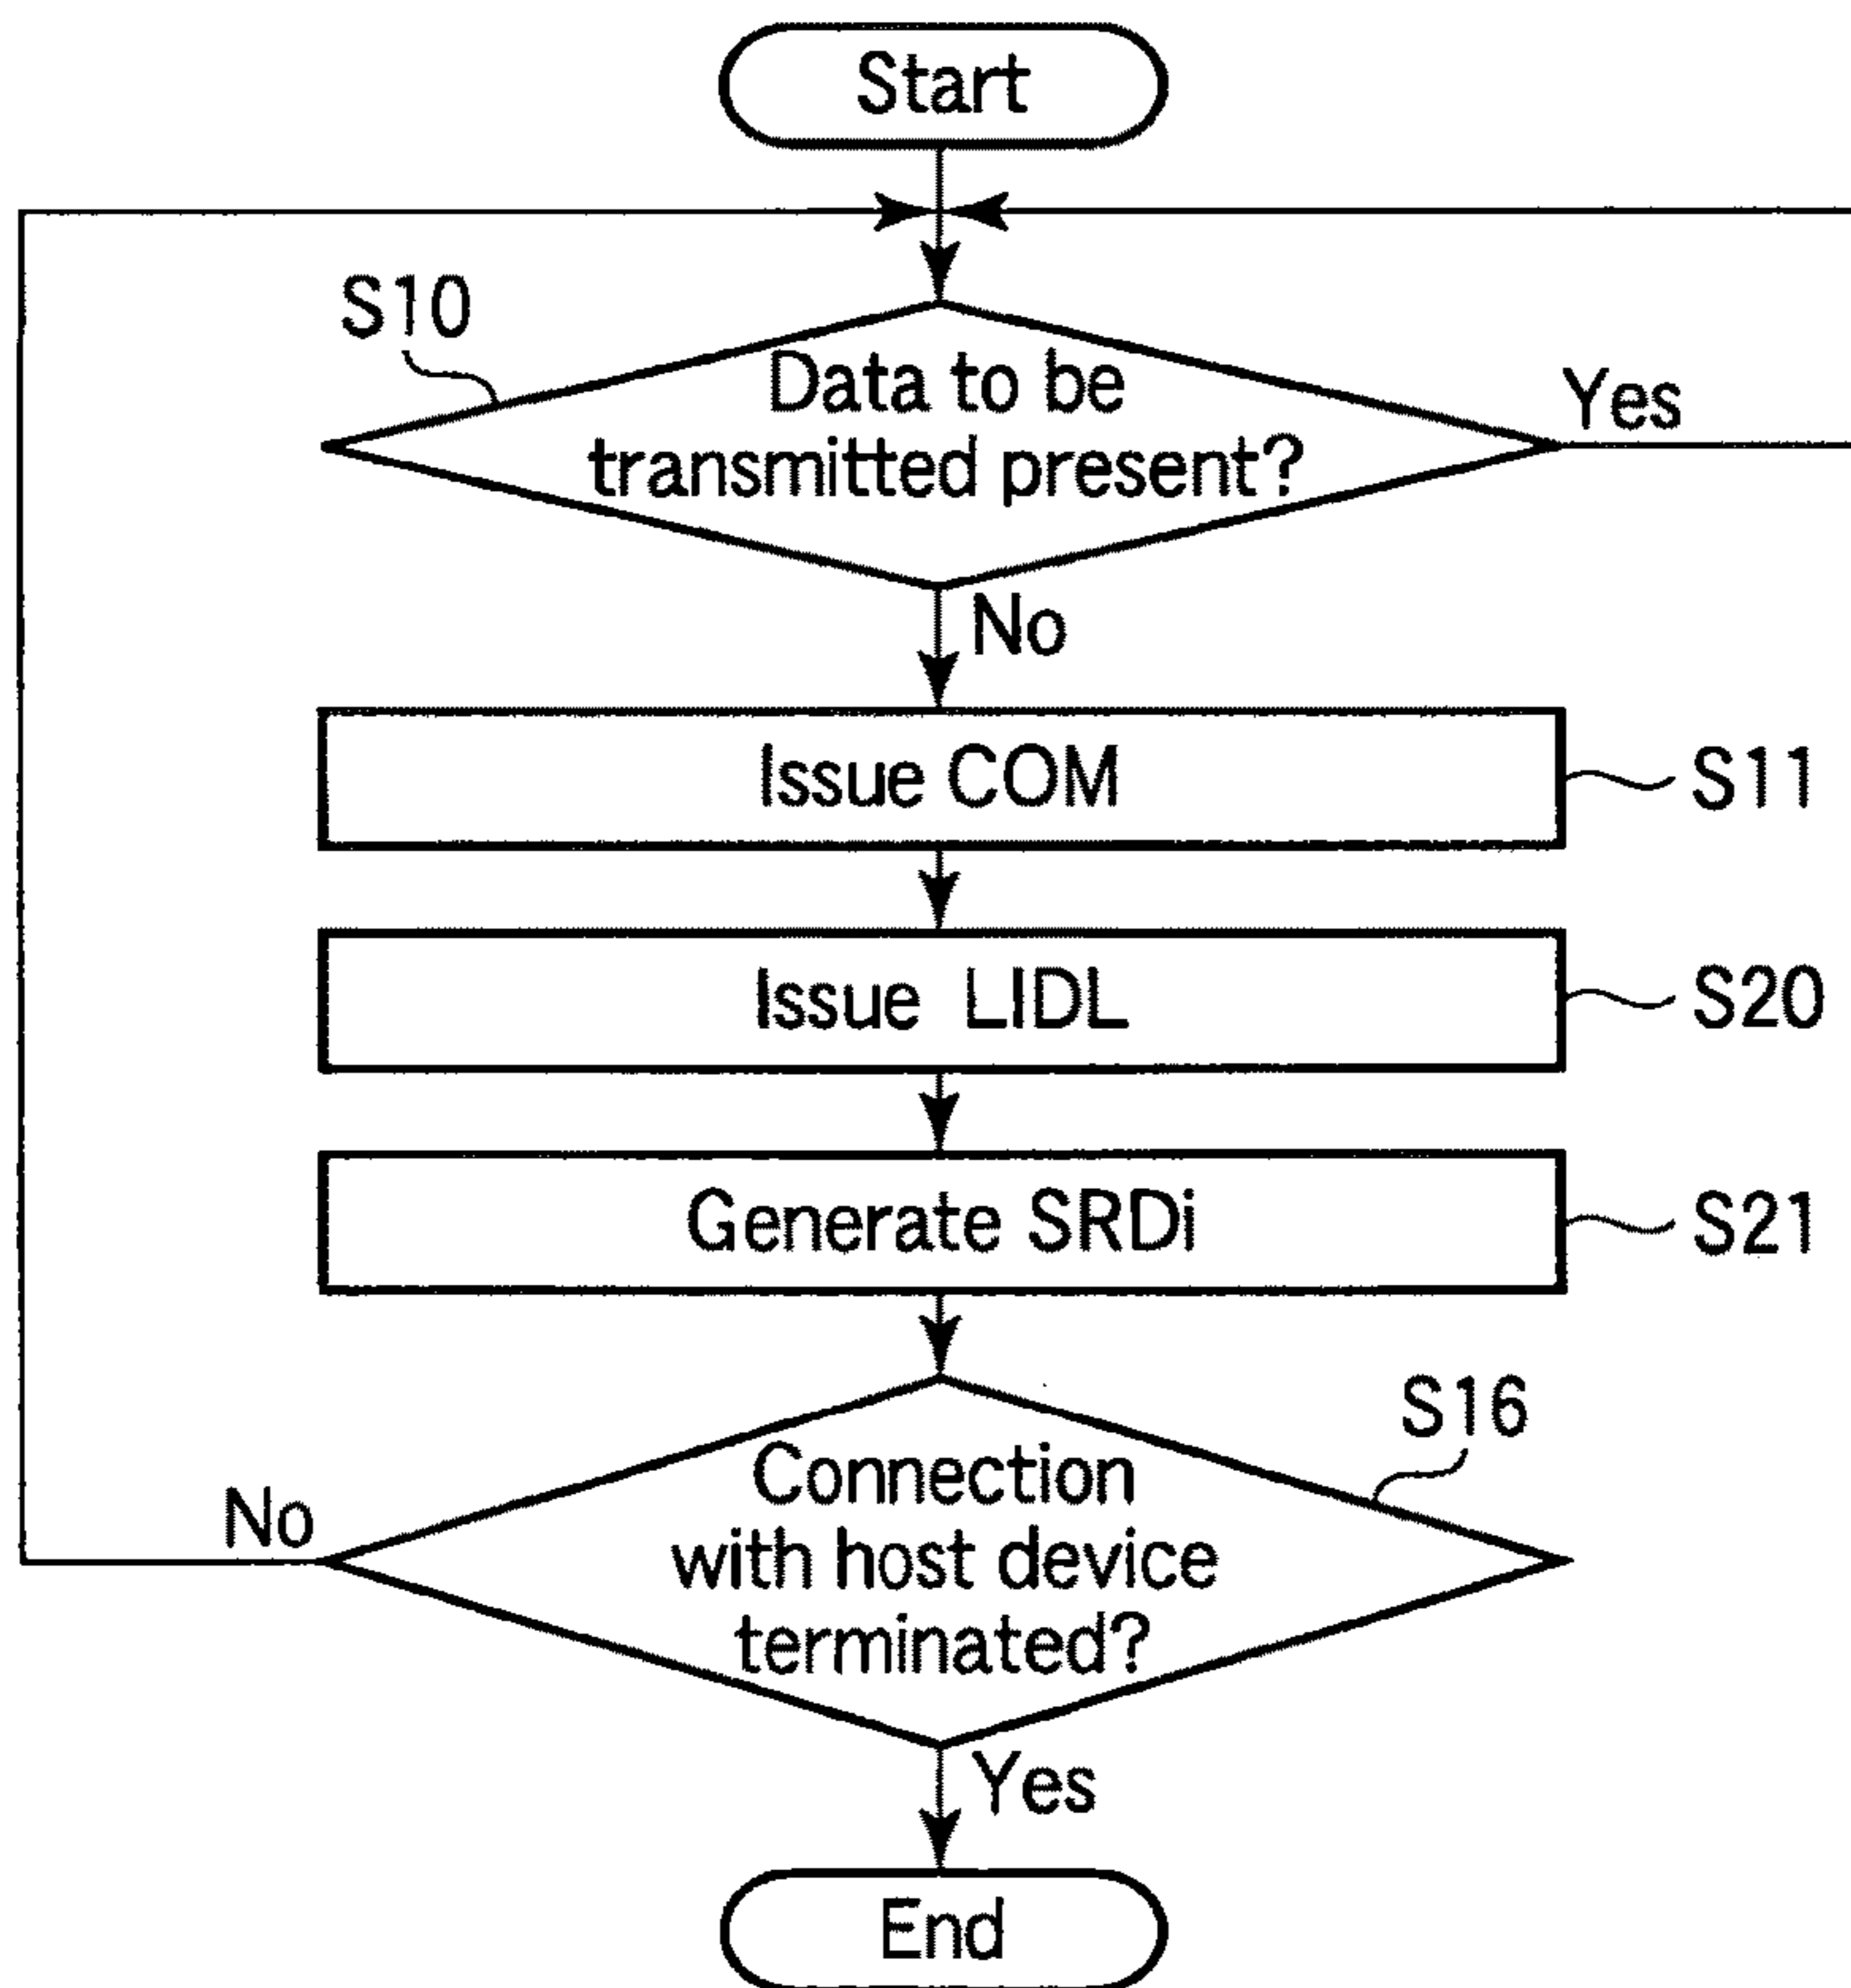 Start
S10
Data to be
transmitted present?
Yes
No
Issue COM
S11
Issue LIDL
S20
Generate SRDi
S21
S16
Connection
with host device
terminated?
No
Yes
End